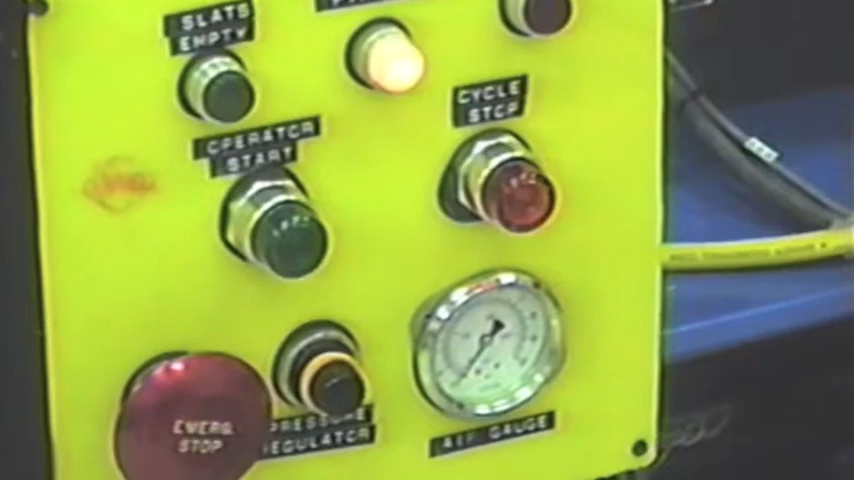 SLATS
EMPTY
CYCLE
STOP
OPERATOR
START
EMERG.
STOP
PRESSURE
REGULATOR
AIR GAUGE